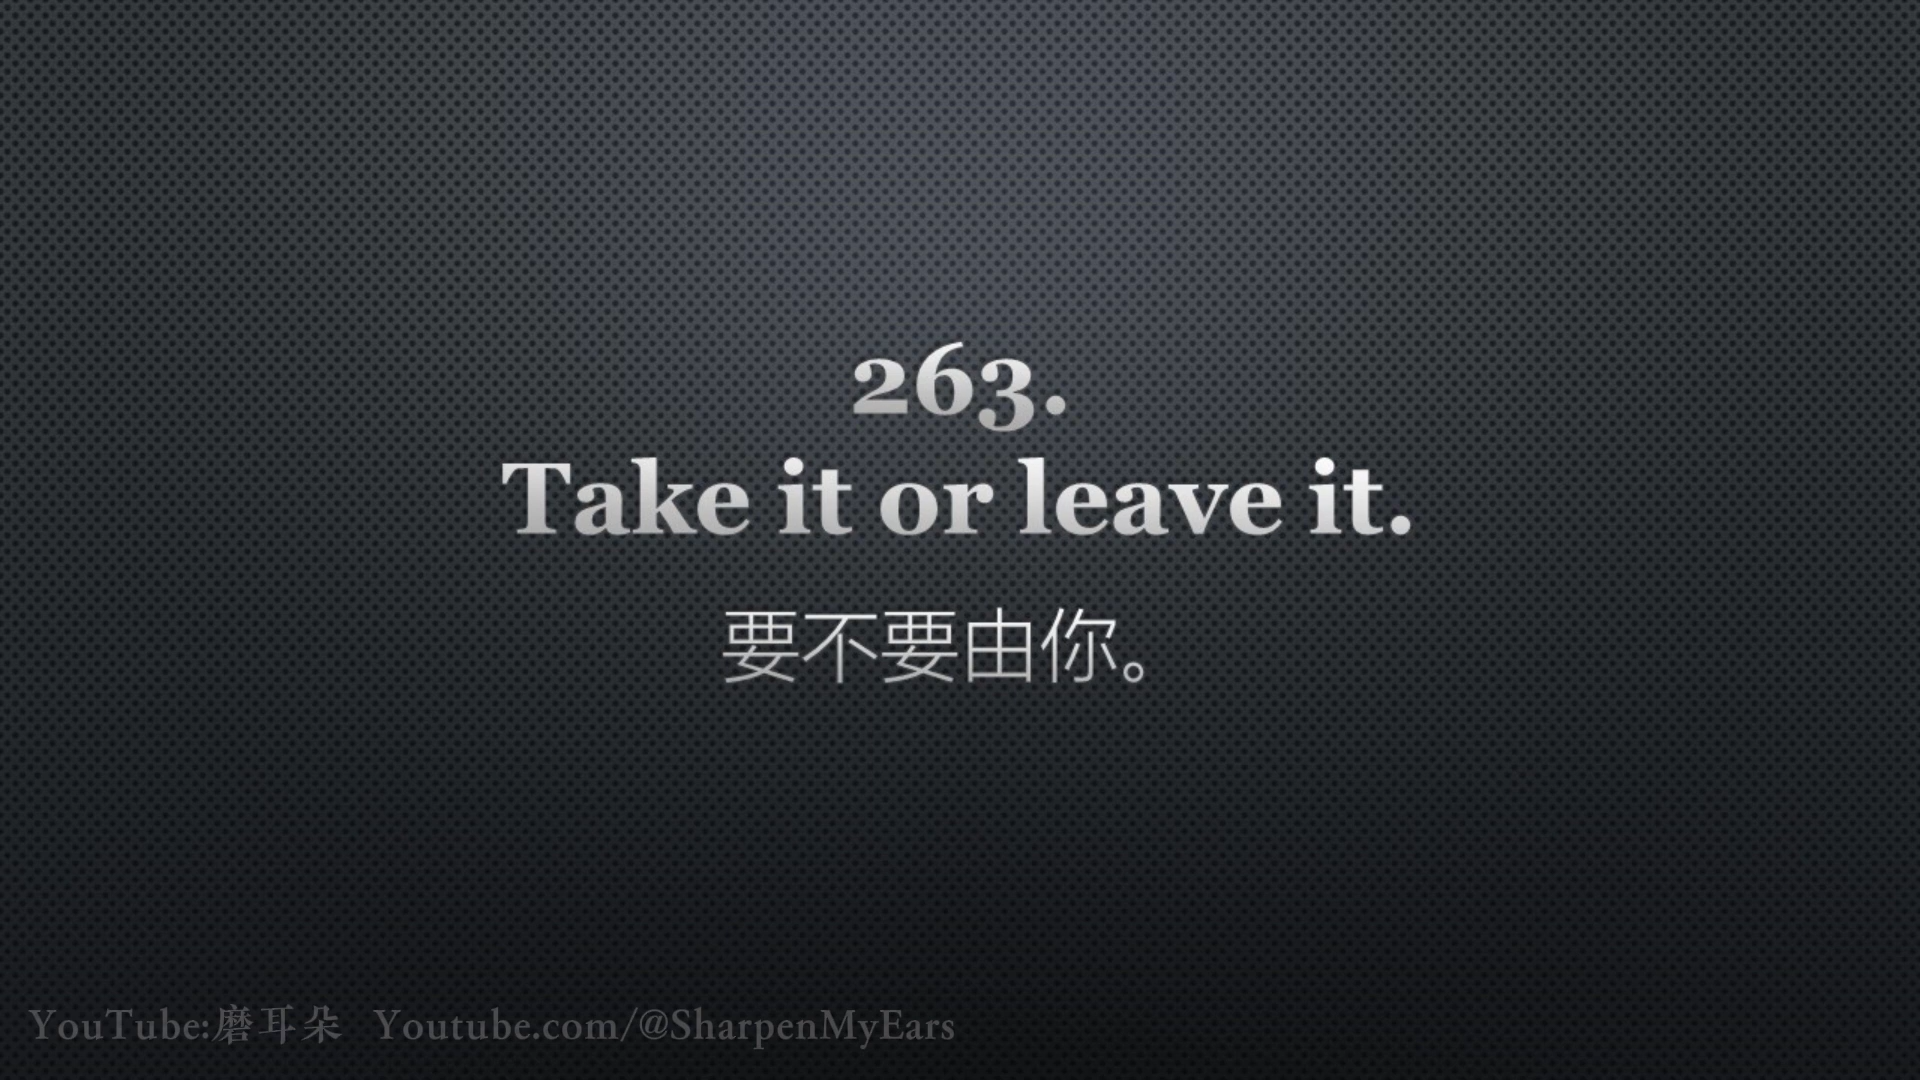 263.
Take it or leave it.
要不要由你。
YouTube:磨耳朵 Youtube.com/@SharpenMyEars